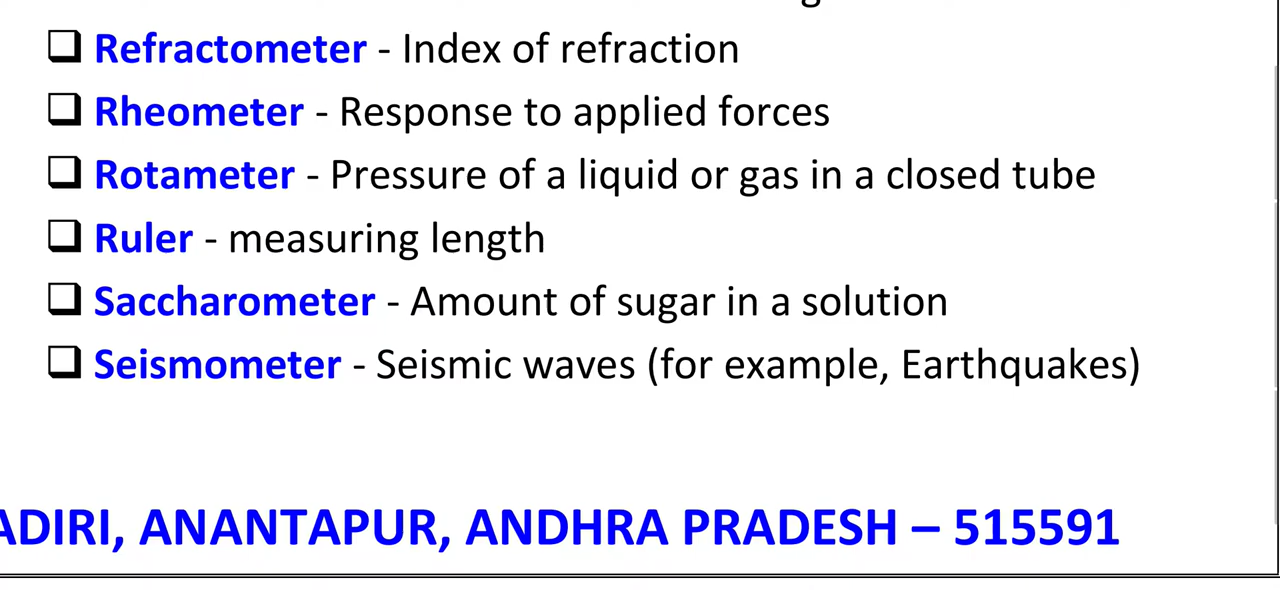 ❑ Refractometer - Index of refraction
❑ Rheometer - Response to applied forces
❑ Rotameter - Pressure of a liquid or gas in a closed tube
❑ Ruler - measuring length
❑ Saccharometer - Amount of sugar in a solution
❑ Seismometer - Seismic waves (for example, Earthquakes)
ADIRI, ANANTAPUR, ANDHRA PRADESH – 515591